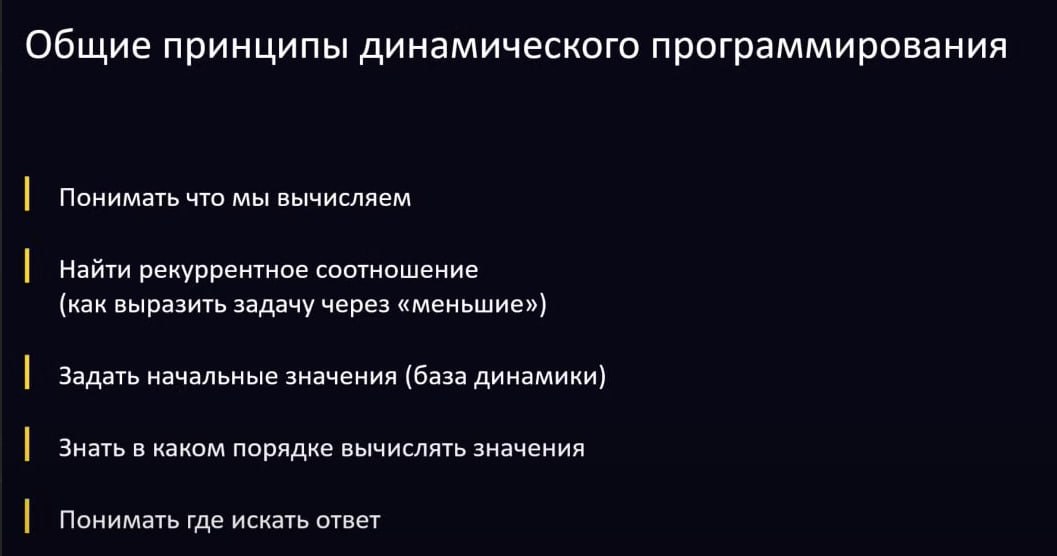 Общие принципы динамического программирования
Понимать что мы вычисляем
Найти рекуррентное соотношение
(как выразить задачу через «меньшие»)
Задать начальные значения (база динамики)
Знать в каком порядке вычислять значения
Понимать где искать ответ